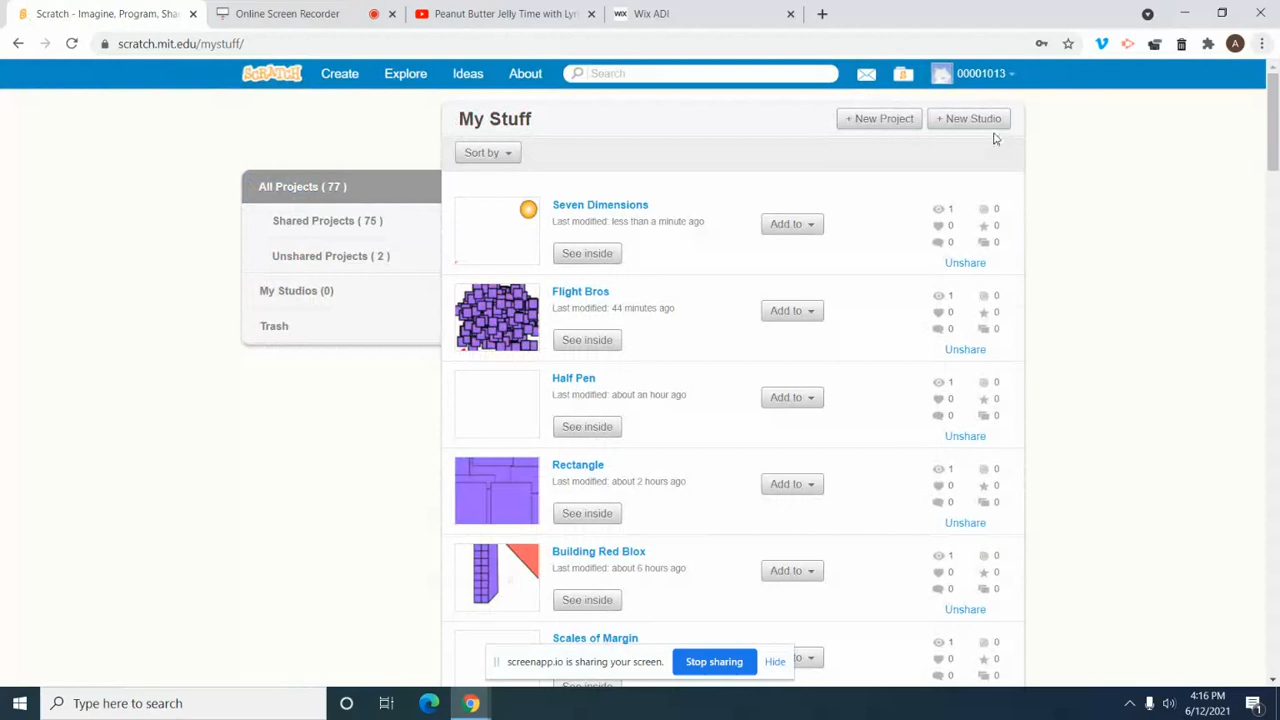 Scratch - Imagine, Program, Sha
Online Screen Recorder
Peanut Butter Jelly Time with Lyri
WiX Wix ADI
scratch.mit.edu/mystuff/
A
SCRATCH Create Explore Ideas About Search 00001013
My Stuff + New Project + New Studio
Sort by
All Projects ( 77 )
Shared Projects ( 75 )
Unshared Projects ( 2 )
My Studios (0)
Trash
Seven Dimensions
Last modified: less than a minute ago
See inside
Add to
1 0
0 0
0 0
Unshare
Flight Bros
Last modified: 44 minutes ago
See inside
Add to
1 0
0 0
0 0
Unshare
Half Pen
Last modified: about an hour ago
See inside
Add to
1 0
0 0
0 0
Unshare
Rectangle
Last modified: about 2 hours ago
See inside
Add to
1 0
0 0
0 0
Unshare
Building Red Blox
Last modified: about 6 hours ago
See inside
Add to
1 0
0 0
0 0
Unshare
Scales of Margin
to
1 0
0 0
0 0
screenapp.io is sharing your screen. Stop sharing Hide
Type here to search
4:16 PM
6/12/2021
1